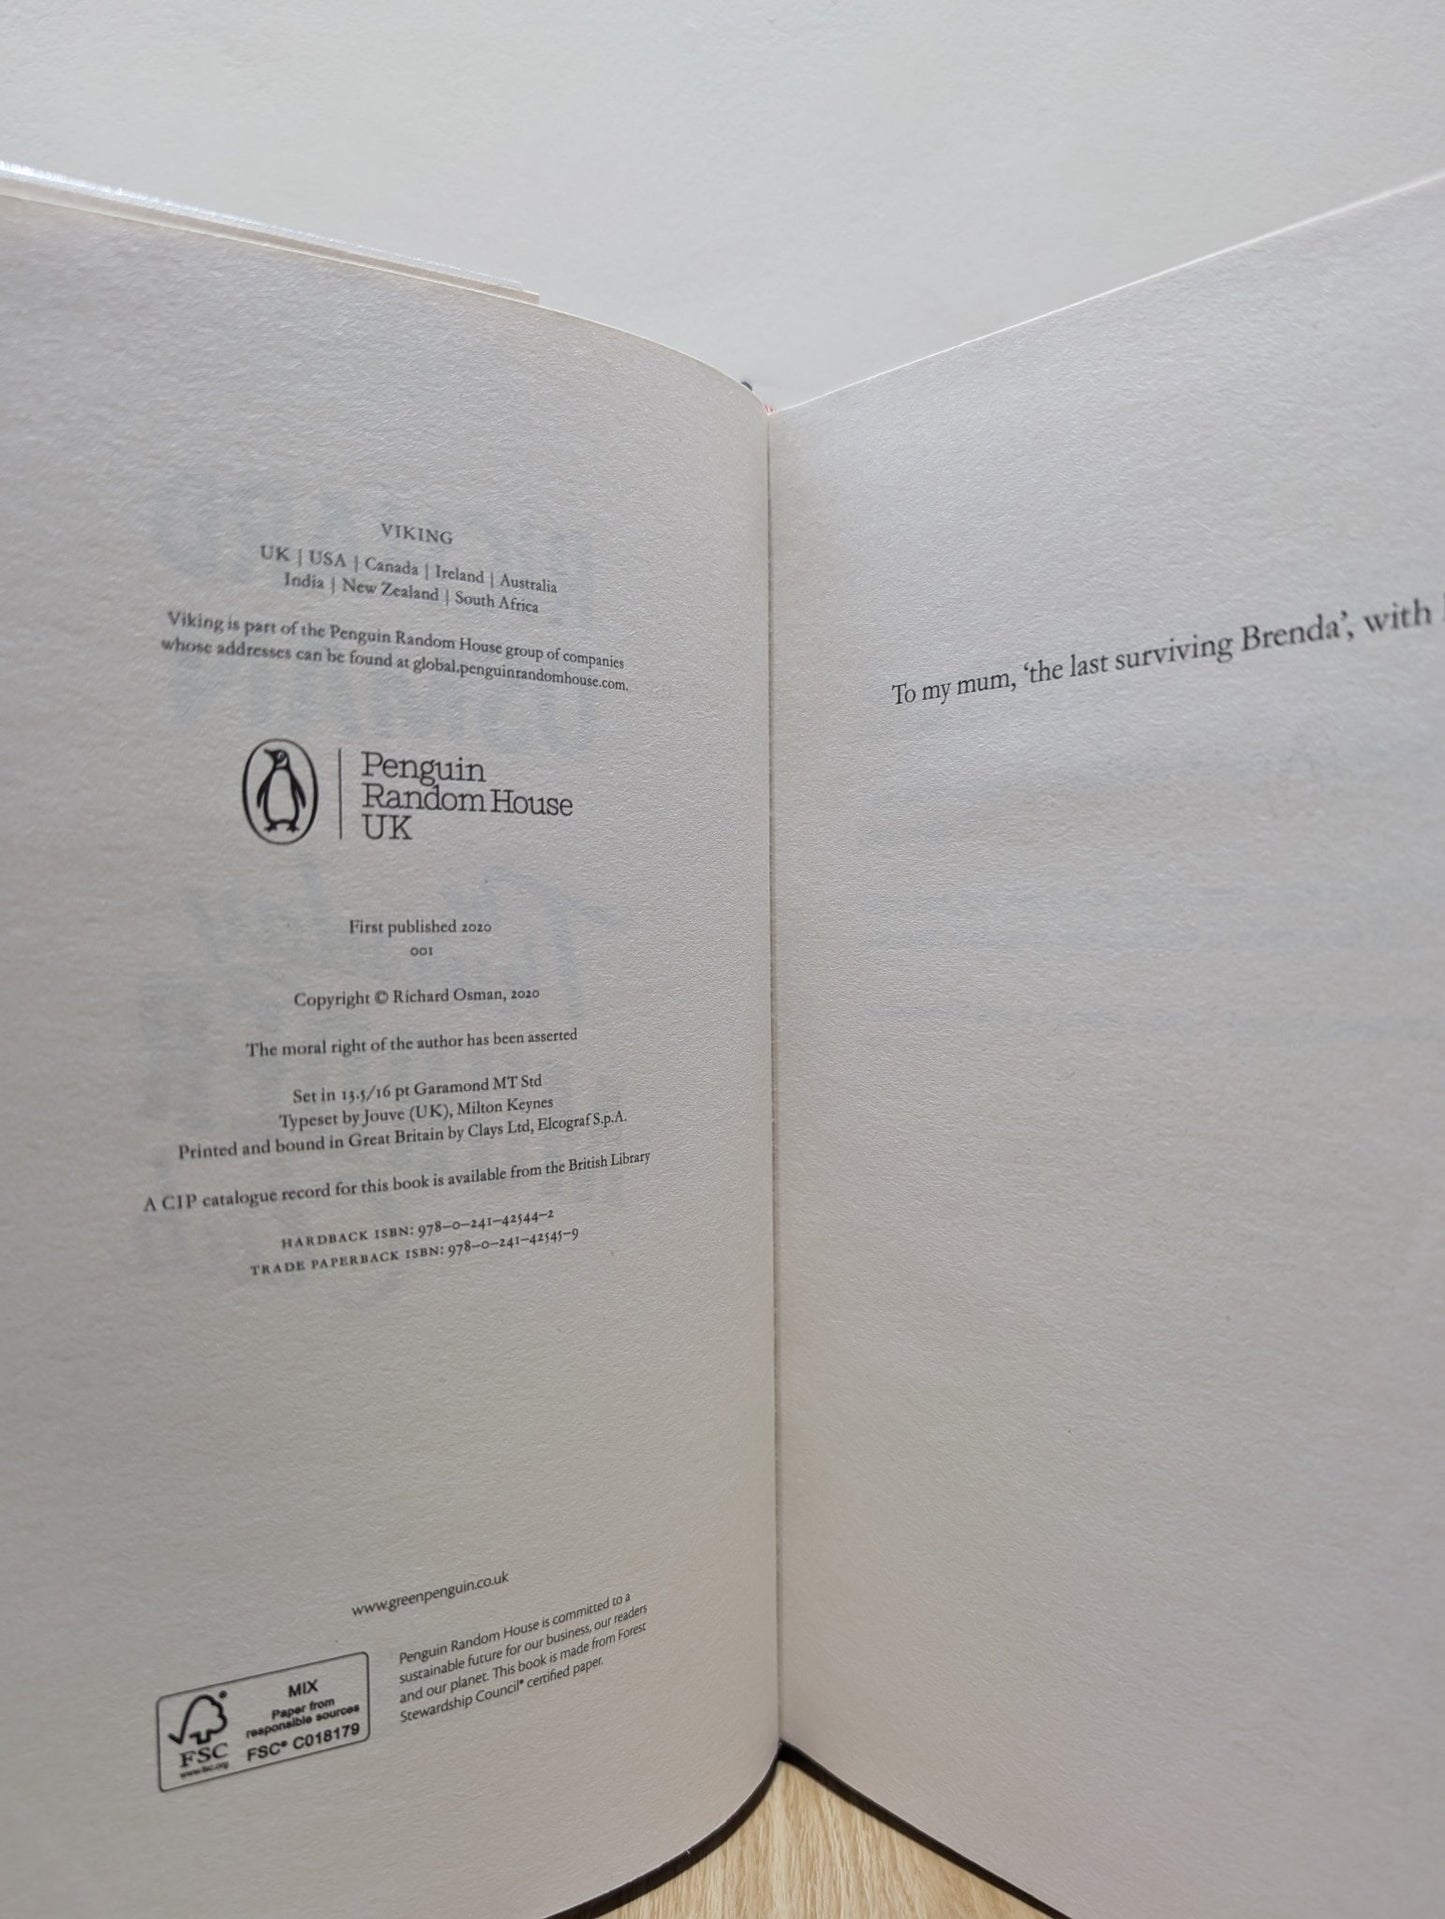 VIKING
UK | USA | Canada | Ireland | Australia
India | New Zealand | South Africa
Viking is part of the Penguin Random House group of companies
whose addresses can be found at global.penguinrandomhouse.com.
Penguin
Random House
UK
First published 2020
001
Copyright © Richard Osman, 2020
The moral right of the author has been asserted
Set in 13.5/16 pt Garamond MT Std
Typeset by Jouve (UK), Milton Keynes
Printed and bound in Great Britain by Clays Ltd, Elcograf S.p.A.
A CIP catalogue record for this book is available from the British Library
HARDBACK ISBN: 978–0–241–42544–2
TRADE PAPERBACK ISBN: 978–0–241–42545–9
www.greenpenguin.co.uk
MIX
Paper from
responsible sources
FSC® C018179
FSC
www.fsc.org
Penguin Random House is committed to a
sustainable future for our business, our readers
and our planet. This book is made from Forest
Stewardship Council® certified paper.
To my mum, ‘the last surviving Brenda’, with